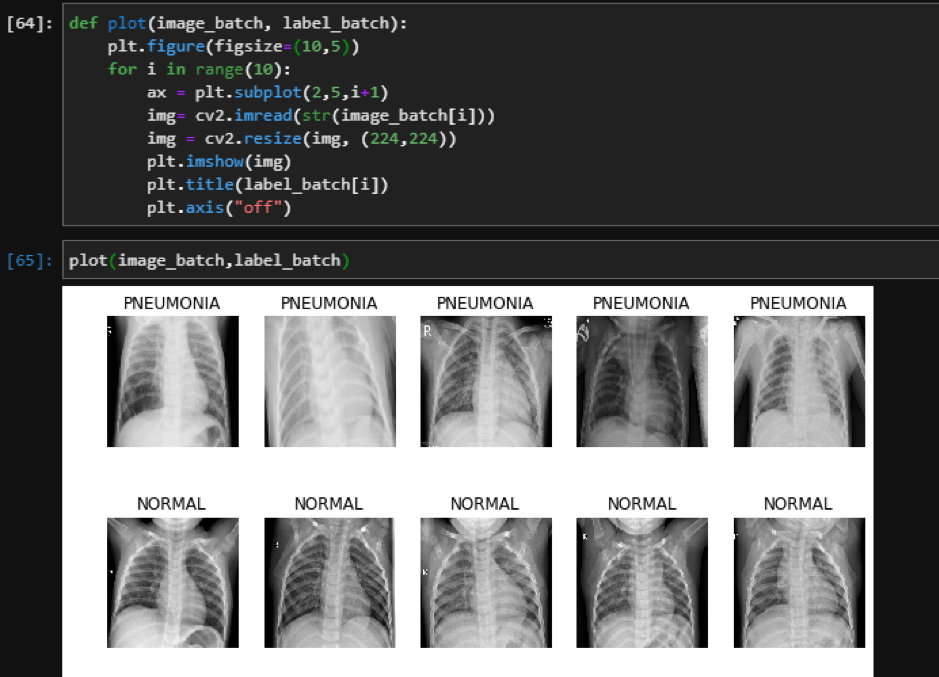 [64]: def plot(image_batch, label_batch):
plt.figure(figsize=(10,5))
for i in range(10):
ax = plt.subplot(2,5,i+1)
img= cv2.imread(str(image_batch[i]))
img = cv2.resize(img, (224,224))
plt.imshow(img)
plt.title(label_batch[i])
plt.axis("off")
[65]: plot(image_batch,label_batch)
PNEUMONIA PNEUMONIA PNEUMONIA PNEUMONIA PNEUMONIA
R
NORMAL NORMAL NORMAL NORMAL NORMAL